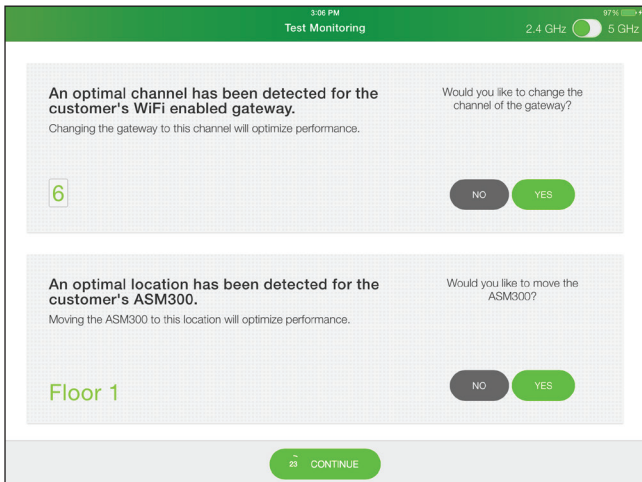 3:06 PM
97%
Test Monitoring
2.4 GHz
5 GHz
An optimal channel has been detected for the
customer's WiFi enabled gateway.
Changing the gateway to this channel will optimize performance.
6
Would you like to change the
channel of the gateway?
NO
YES
An optimal location has been detected for the
customer's ASM300.
Moving the ASM300 to this location will optimize performance.
Floor 1
Would you like to move the
ASM300?
NO
YES
23 CONTINUE